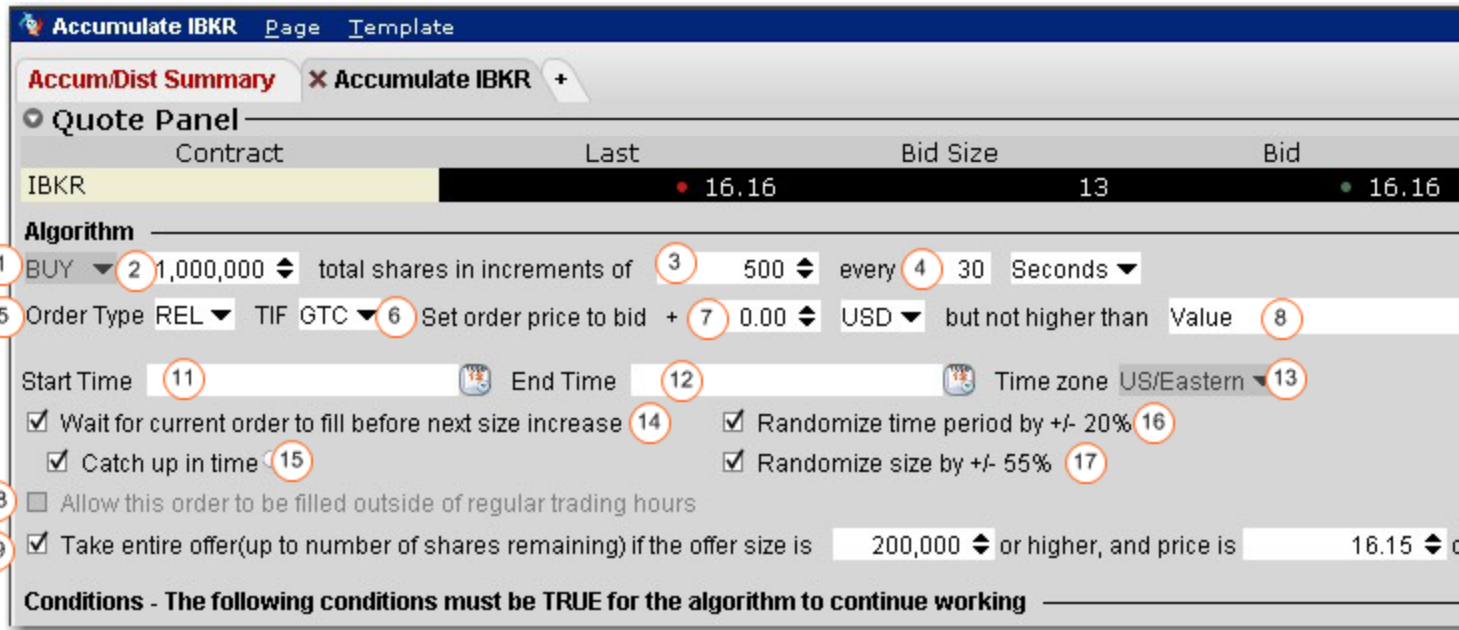 Accumulate IBKR Page Template
Accum/Dist Summary × Accumulate IBKR +
Quote Panel
Contract Last Bid Size Bid
IBKR 16.16 13 16.16
Algorithm
1 BUY 2 1,000,000 total shares in increments of 3 500 every 4 30 Seconds
5 Order Type REL TIF GTC 6 Set order price to bid + 7 0.00 USD but not higher than Value 8
Start Time 11 End Time 12 Time zone US/Eastern 13
Wait for current order to fill before next size increase 14 Randomize time period by +/- 20% 16
Catch up in time 15 Randomize size by +/- 55% 17
8 Allow this order to be filled outside of regular trading hours
9 Take entire offer(up to number of shares remaining) if the offer size is 200,000 or higher, and price is 16.15
Conditions - The following conditions must be TRUE for the algorithm to continue working